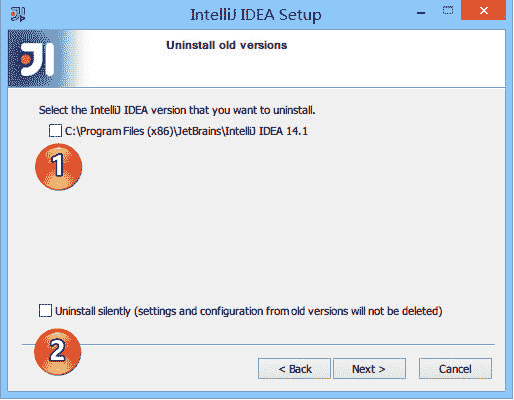 IntelliJ IDEA Setup
Uninstall old versions
Select the IntelliJ IDEA version that you want to uninstall.
C:\Program Files (x86)\JetBrains\IntelliJ IDEA 14.1
1
Uninstall silently (settings and configuration from old versions will not be deleted)
2
< Back Next > Cancel